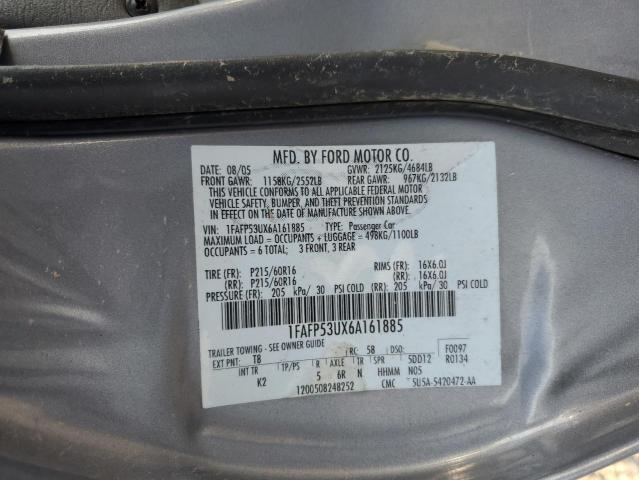 MFD. BY FORD MOTOR CO.
DATE: 08/05 GVWR: 2125KG/4684LB
FRONT GAWR: 1158KG/2552LB REAR GAWR: 967KG/2132LB
THIS VEHICLE CONFORMS TO ALL APPLICABLE FEDERAL MOTOR
VEHICLE SAFETY, BUMPER, AND THEFT PREVENTION STANDARDS
IN EFFECT ON THE DATE OF MANUFACTURE SHOWN ABOVE.
VIN: 1FAFP53UX6A161885 TYPE: Passenger Car
MAXIMUM LOAD = OCCUPANTS + LUGGAGE = 498KG/1100LB
OCCUPANTS = 6 TOTAL; 3 FRONT, 3 REAR
TIRE (FR): P215/60R16 RIMS (FR): 16X6.0J
(RR): P215/60R16 (RR): 16X6.0J
PRESSURE (FR): 205 kPa/ 30 PSI COLD (RR): 205 kPa/ 30 PSI COLD
1FAFP53UX6A161885
TRAILER TOWING - SEE OWNER GUIDE F0097
EXT PNT: T8 RC: 58 DSO: R0134
INT TR TP/PS R AXLE TR SPR 5DD12
K2 5 6R N HHMM N05
1200508248252 CMC 5U5A-5420472-AA